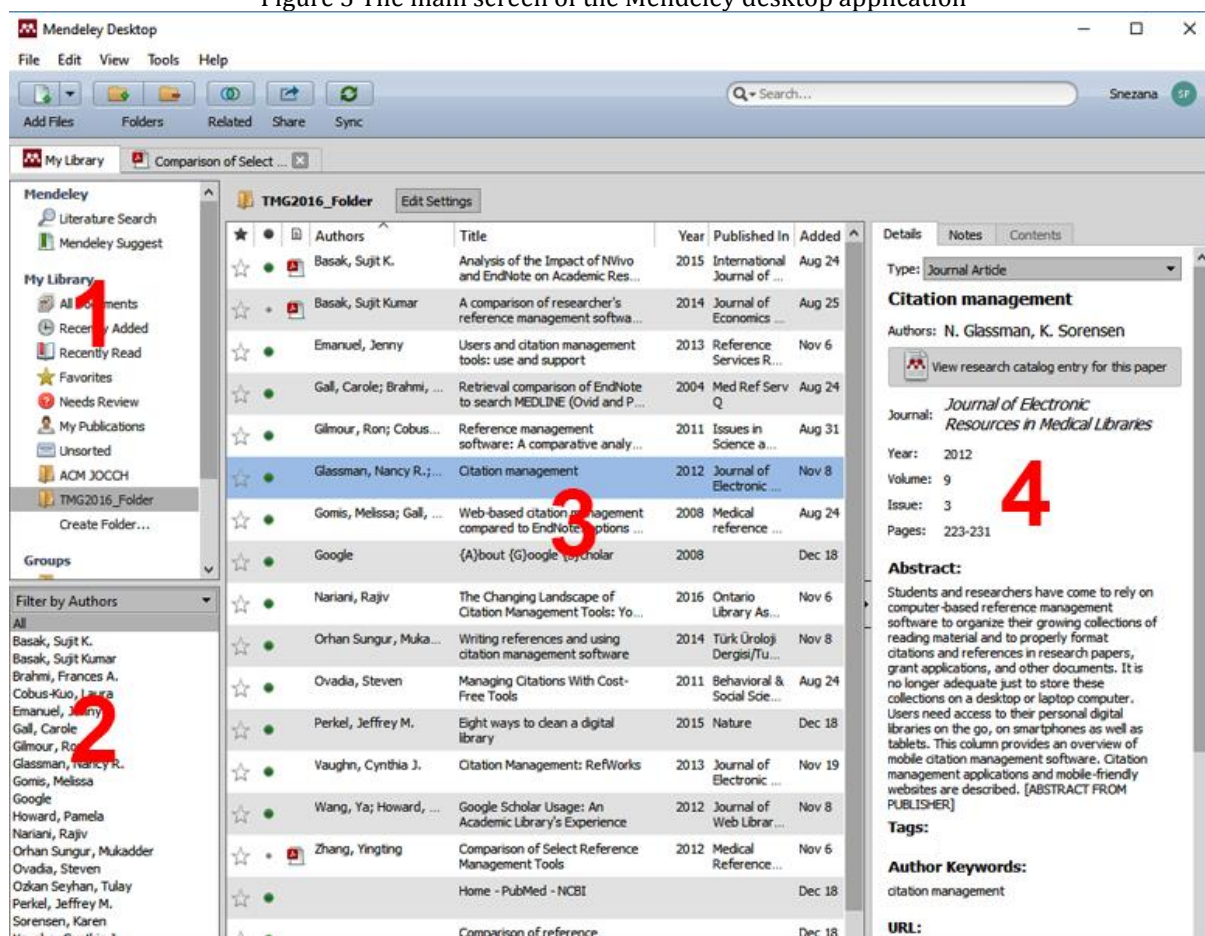 Figure 3 The main screen of the Mendeley desktop application
Mendeley Desktop
File Edit View Tools Help
Search...
Snezana SP
Add Files Folders Related Share Sync
My Library Comparison of Select ...
Mendeley
Literature Search
Mendeley Suggest
My Library
All Documents
Recently Added
Recently Read
Favorites
Needs Review
My Publications
Unsorted
ACM JOCCH
TMG2016_Folder
Create Folder...
Groups
1
Filter by Authors
All
Basak, Sujit K.
Basak, Sujit Kumar
Brahmi, Frances A.
Cobus-Kuo, Laura
Emanuel, Jenny
Gall, Carole
Gilmour, Ron
Glassman, Nancy R.
Gomis, Melissa
Google
Howard, Pamela
Nariani, Rajiv
Orhan Sungur, Mukadder
Ovadia, Steven
Ozkan Seyhan, Tulay
Perkel, Jeffrey M.
Sorensen, Karen
2
TMG2016_Folder Edit Settings
Authors Title Year Published In Added
Basak, Sujit K. Analysis of the Impact of NVivo 2015 International Aug 24
and EndNote on Academic Res... Journal of ...
Basak, Sujit Kumar A comparison of researcher's 2014 Journal of Aug 25
reference management softwa... Economics ...
Emanuel, Jenny Users and citation management 2013 Reference Nov 6
tools: use and support Services R...
Gall, Carole; Brahmi, ... Retrieval comparison of EndNote 2004 Med Ref Serv Aug 24
to search MEDLINE (Ovid and P... Q
Gilmour, Ron; Cobus... Reference management 2011 Issues in Aug 31
software: A comparative analy... Science a...
Glassman, Nancy R.;... Citation management 2012 Journal of Nov 8
Electronic ...
Gomis, Melissa; Gall, ... Web-based citation management 2008 Medical Aug 24
compared to EndNote: options ... reference ...
Google {A}bout {G}oogle {S}cholar 2008 Dec 18
Nariani, Rajiv The Changing Landscape of 2016 Ontario Nov 6
Citation Management Tools: Yo... Library As...
Orhan Sungur, Muka... Writing references and using 2014 Türk Üroloji Nov 8
citation management software Dergisi/Tu...
Ovadia, Steven Managing Citations With Cost- 2011 Behavioral & Aug 24
Free Tools Social Scie...
Perkel, Jeffrey M. Eight ways to clean a digital 2015 Nature Dec 18
library
Vaughn, Cynthia J. Citation Management: RefWorks 2013 Journal of Nov 19
Electronic ...
Wang, Ya; Howard, ... Google Scholar Usage: An 2012 Journal of Nov 8
Academic Library's Experience Web Librar...
Zhang, Yingting Comparison of Select Reference 2012 Medical Nov 6
Management Tools Reference...
Home - PubMed - NCBI Dec 18
Comparison of reference Dec 18
3
Details Notes Contents
Type: Journal Article
Citation management
Authors: N. Glassman, K. Sorensen
View research catalog entry for this paper
Journal: Journal of Electronic
Resources in Medical Libraries
Year: 2012
Volume: 9
Issue: 3
Pages: 223-231
4
Abstract:
Students and researchers have come to rely on
computer-based reference management
software to organize their growing collections of
reading material and to properly format
citations and references in research papers,
grant applications, and other documents. It is
no longer adequate just to store these
collections on a desktop or laptop computer.
Users need access to their personal digital
libraries on the go, on smartphones as well as
tablets. This column provides an overview of
mobile citation management software. Citation
management applications and mobile-friendly
websites are described. [ABSTRACT FROM
PUBLISHER]
Tags:
Author Keywords:
citation management
URL: